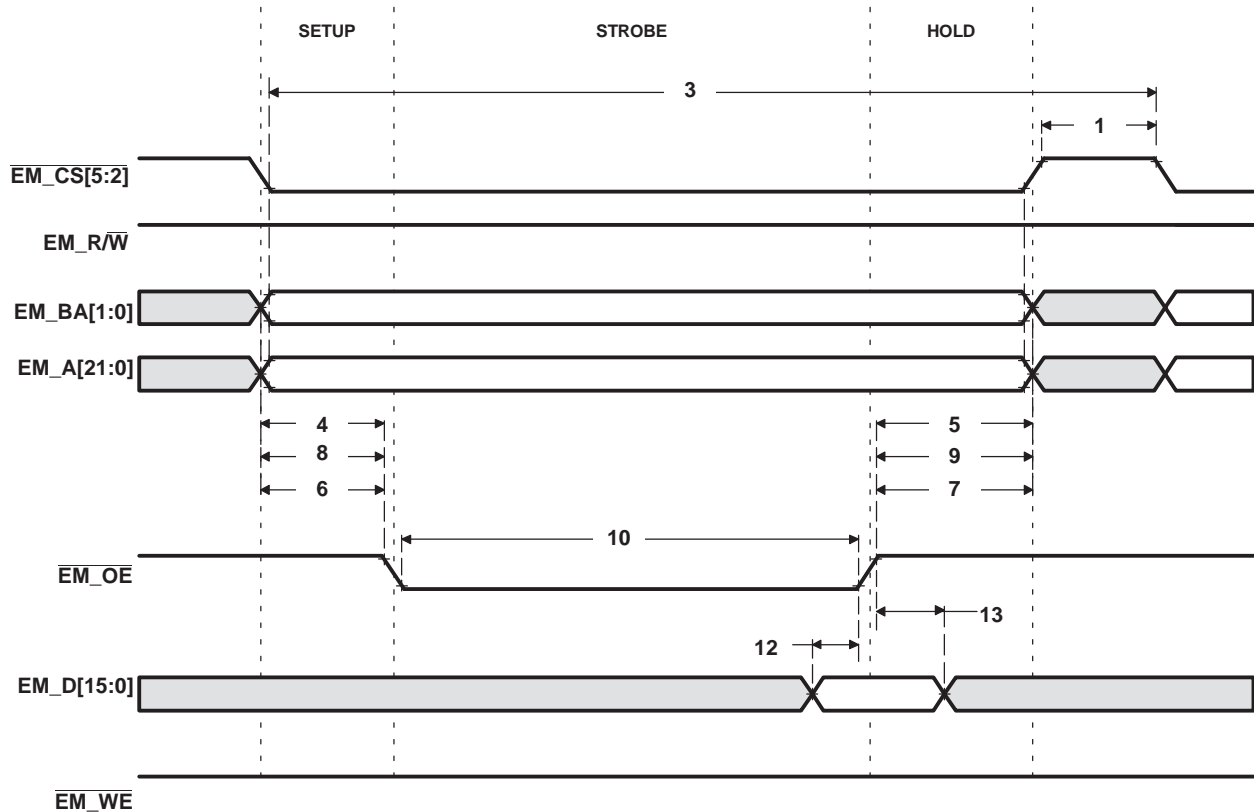 SETUP STROBE HOLD
3
1
EM_CS[5:2]
EM_R/W
EM_BA[1:0]
EM_A[21:0]
4 5
8 9
6 7
10
EM_OE
13
12
EM_D[15:0]
EM_WE